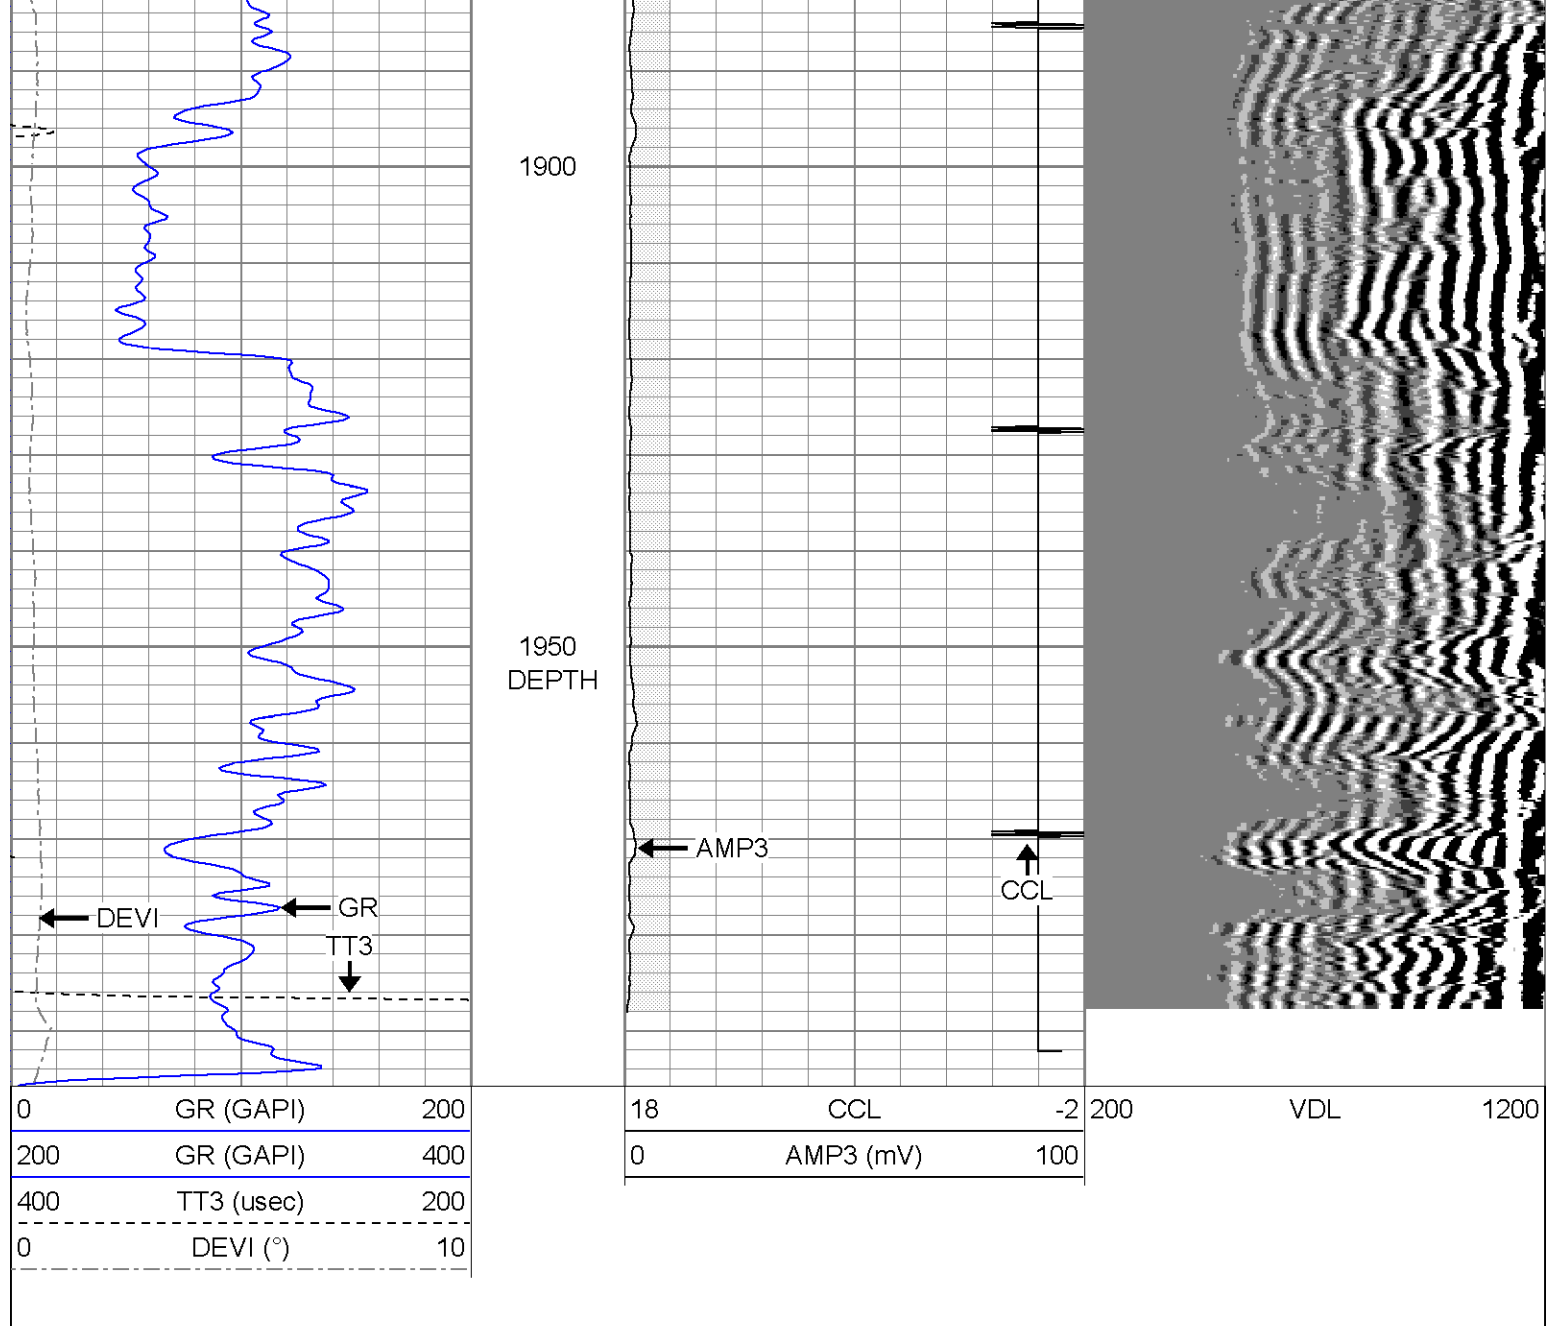 1900
1950
DEPTH
AMP3
CCL
GR
DEVI
TT3
0 GR (GAPI) 200
200 GR (GAPI) 400
400 TT3 (usec) 200
0 DEVI (°) 10
18 CCL -2
0 AMP3 (mV) 100
200 VDL 1200